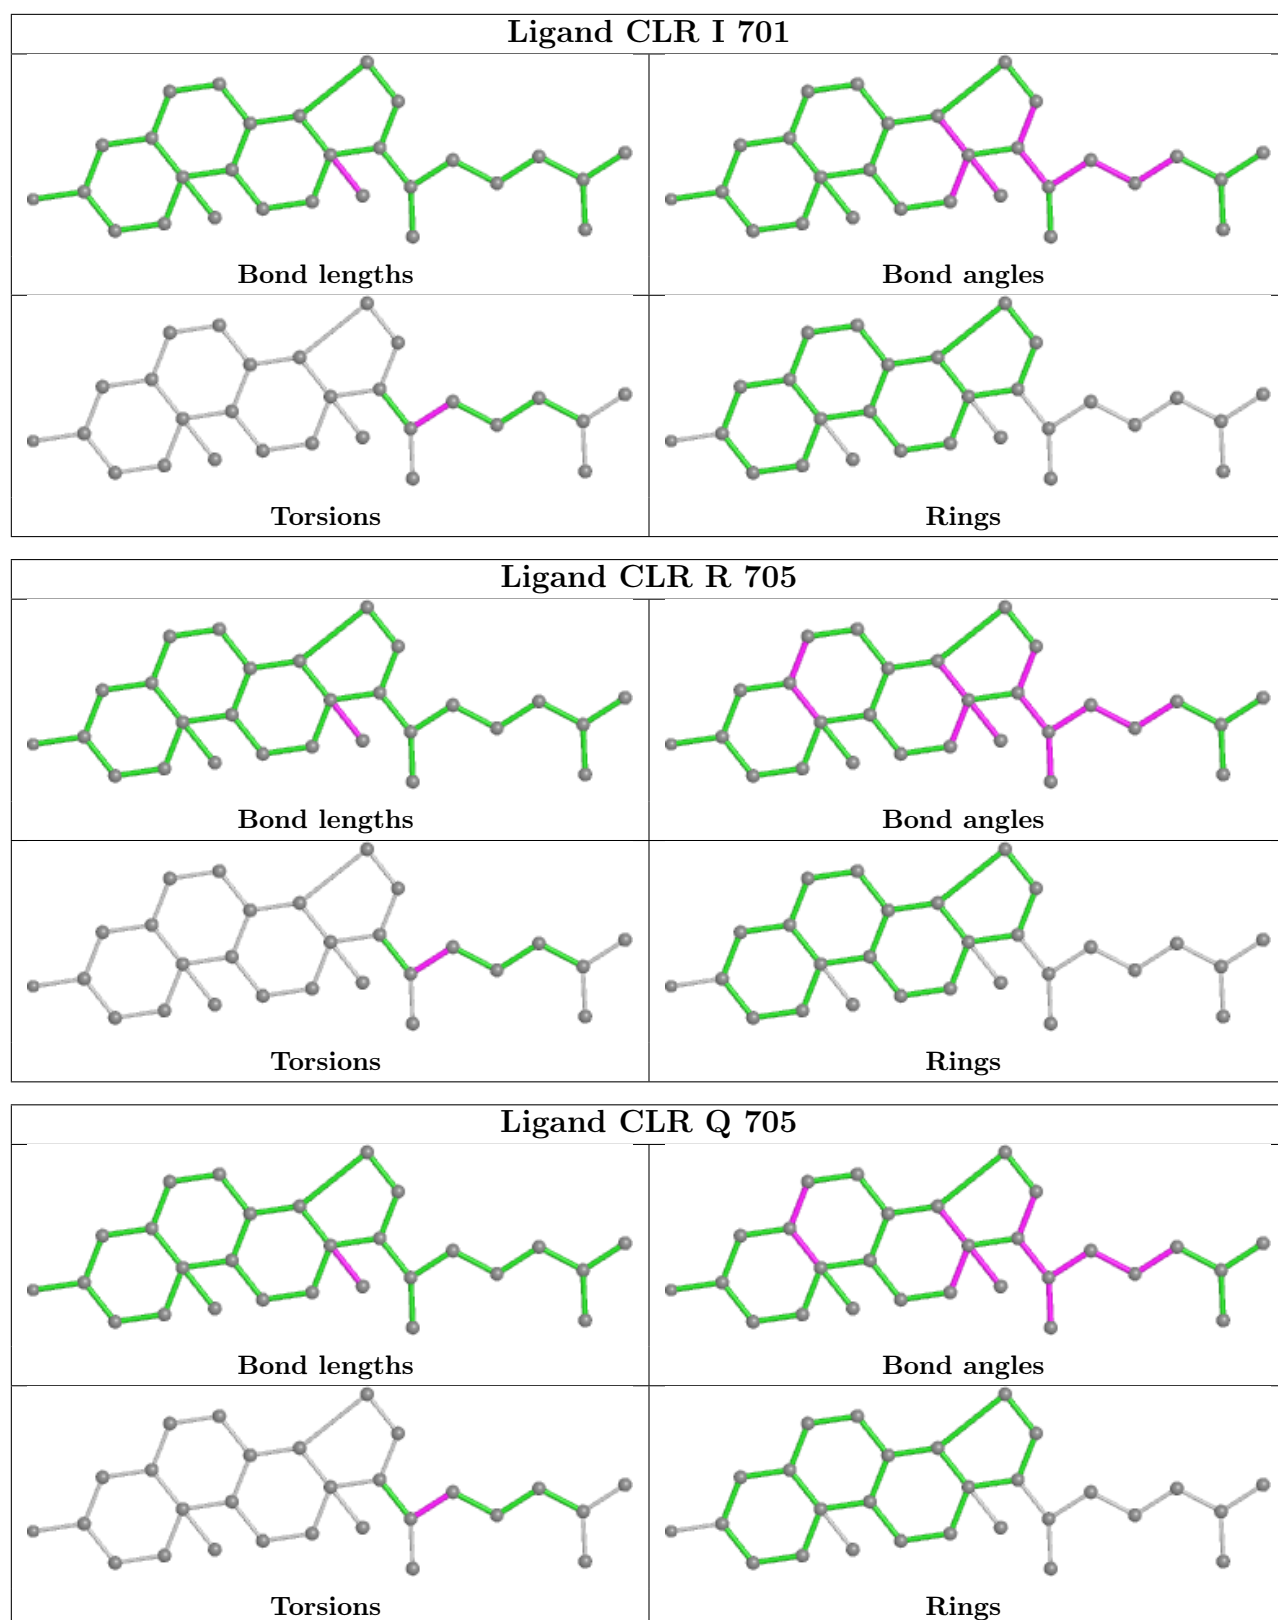 Ligand CLR I 701
Bond lengths
Bond angles
Torsions
Rings
Ligand CLR R 705
Bond lengths
Bond angles
Torsions
Rings
Ligand CLR Q 705
Bond lengths
Bond angles
Torsions
Rings